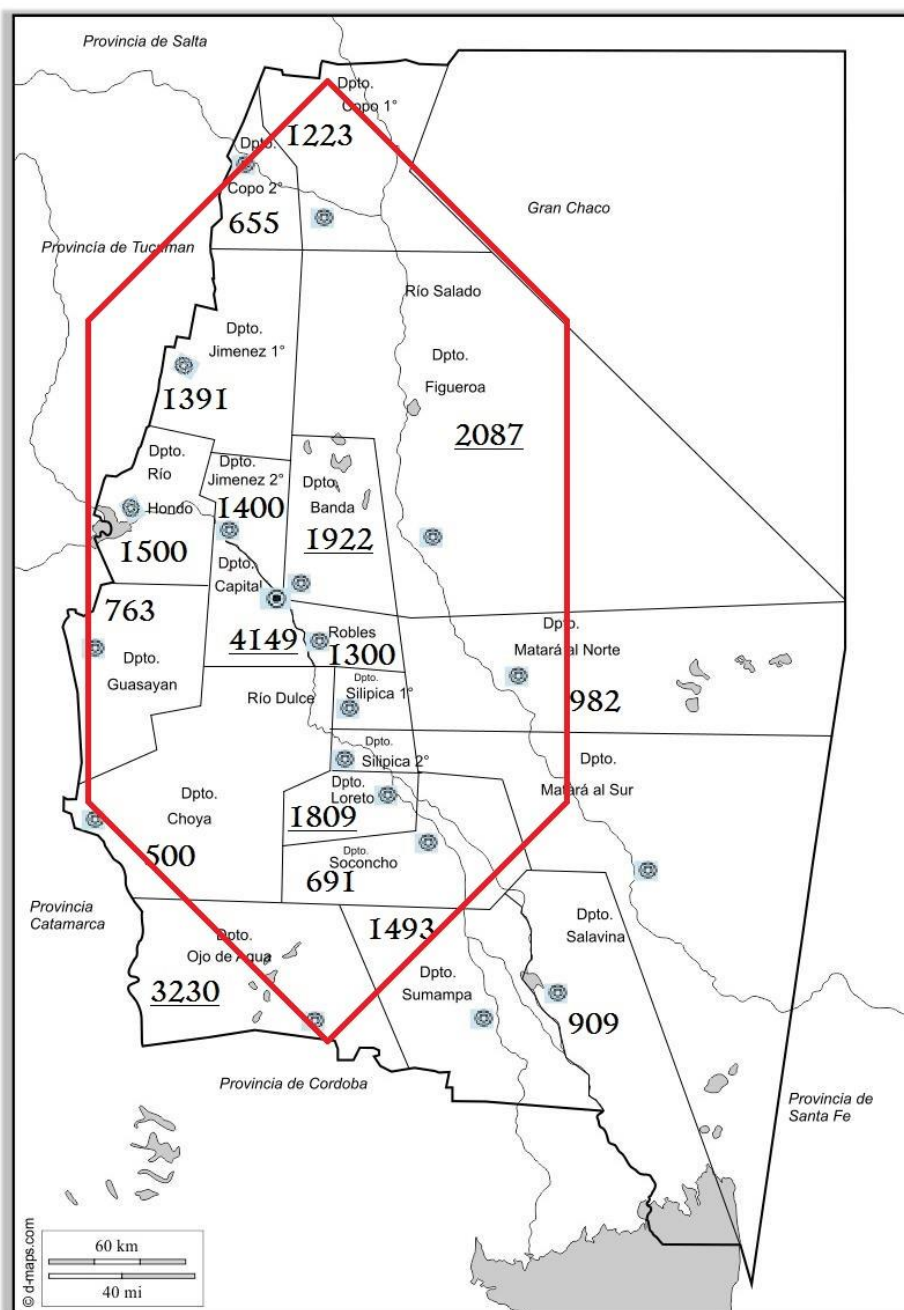 Provincia de Salta
Dpto.
Copo 1°
1223
Dpto.
Copo 2°
655
Gran Chaco
Provincía de Tucuman
Río Salado
Dpto.
Jimenez 1°
1391
Dpto.
Figueroa
2087
Dpto.
Río
Hondo
1500
Dpto.
Jimenez 2°
1400
Dpto.
Banda
1922
Dpto.
Capital
4149
763
Dpto.
Guasayan
Robles
1300
Dpto.
Matará al Norte
982
Río Dulce
Dpto.
Silipica 1°
Dpto.
Silipica 2°
Dpto.
Matará al Sur
Dpto.
Choya
500
Dpto.
Loreto
1809
Dpto.
Soconcho
691
Provincia
Catamarca
Dpto.
Ojo de Agua
3230
1493
Dpto.
Sumampa
Dpto.
Salavina
909
Provincia de Cordoba
Provincia de
Santa Fe
60 km
40 mi
© d-maps.com